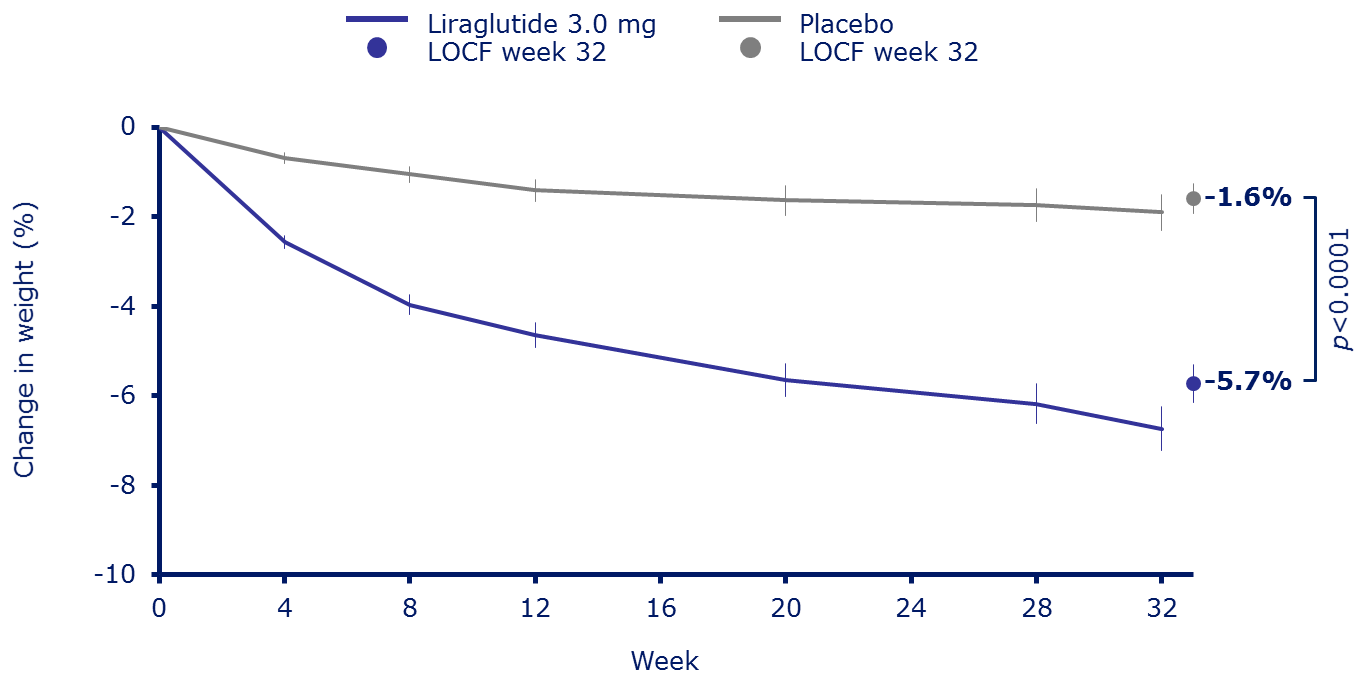 Liraglutide 3.0 mg
LOCF week 32
Placebo
LOCF week 32
Change in weight (%)
0
-2
-4
-6
-8
-10
-1.6%
-5.7%
p<0.0001
0 4 8 12 16 20 24 28 32
Week